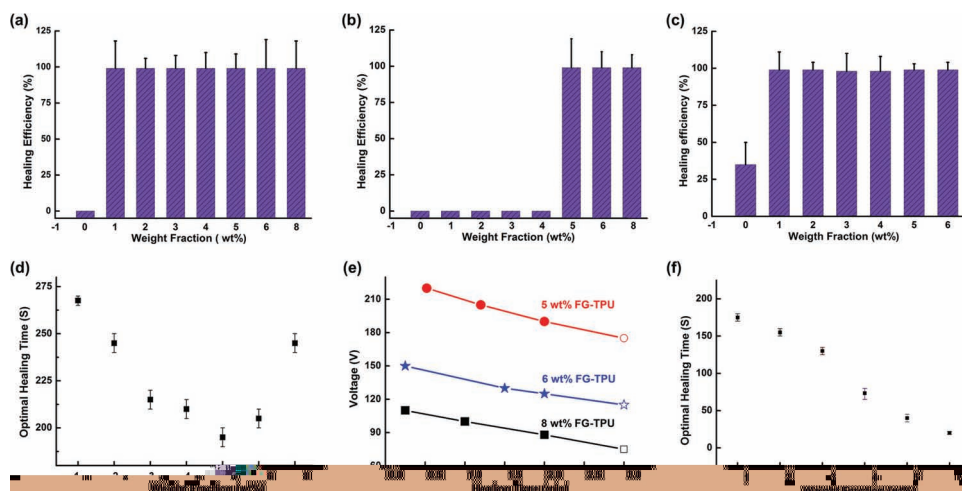 (a)
125
100
75
50
25
0
Healing Efficiency (%)
-1 0 1 2 3 4 5 6 8
Weight Fraction ( wt%)
(b)
125
100
75
50
25
0
Healing Efficiency (%)
-1 0 1 2 3 4 5 6 8
Weight Fraction (wt%)
(c)
125
100
75
50
25
0
Healing efficiency (%)
-1 0 1 2 3 4 5 6
Weigth Fraction (wt%)
(d)
275
250
225
200
Optimal Healing Time (S)
(e)
210
180
150
120
90
Voltage (V)
5 wt% FG-TPU
6 wt% FG-TPU
8 wt% FG-TPU
(f)
200
150
100
50
0
Optimal Healing Time (S)